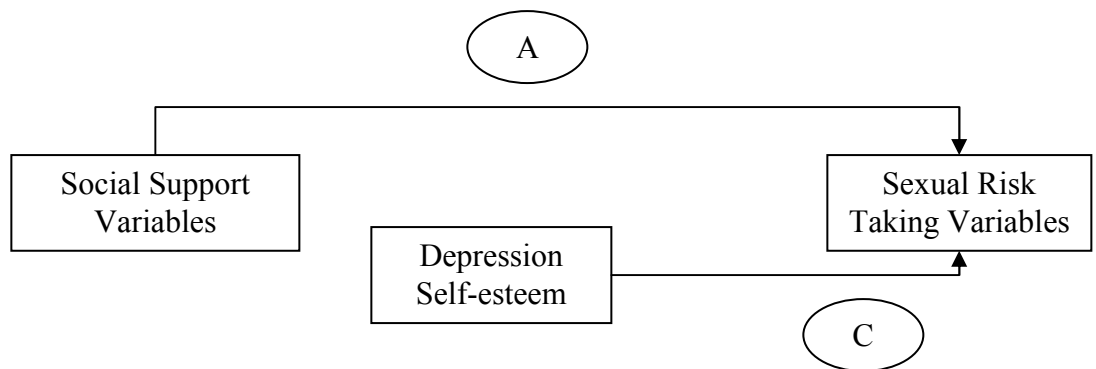 A
Social Support
Variables
Sexual Risk
Taking Variables
Depression
Self-esteem
C